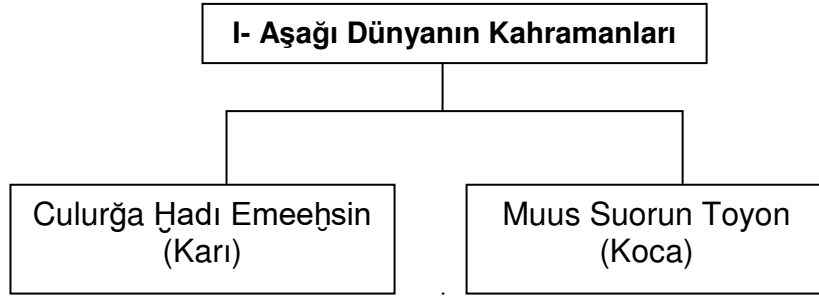 I- Aşağı Dünyanın Kahramanları
Culurğa Ḫadı Emeeḫsin
(Karı)
Muus Suorun Toyon
(Koca)